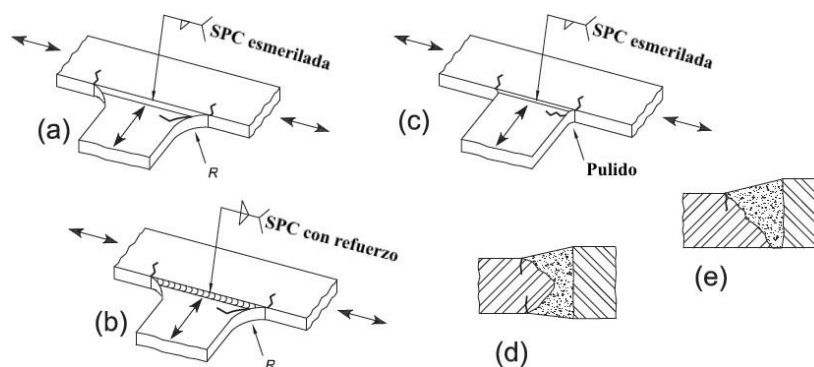 SPC esmerilada
(a)
R
SPC con refuerzo
(b)
R
SPC esmerilada
(c)
Pulido
(d)
(e)